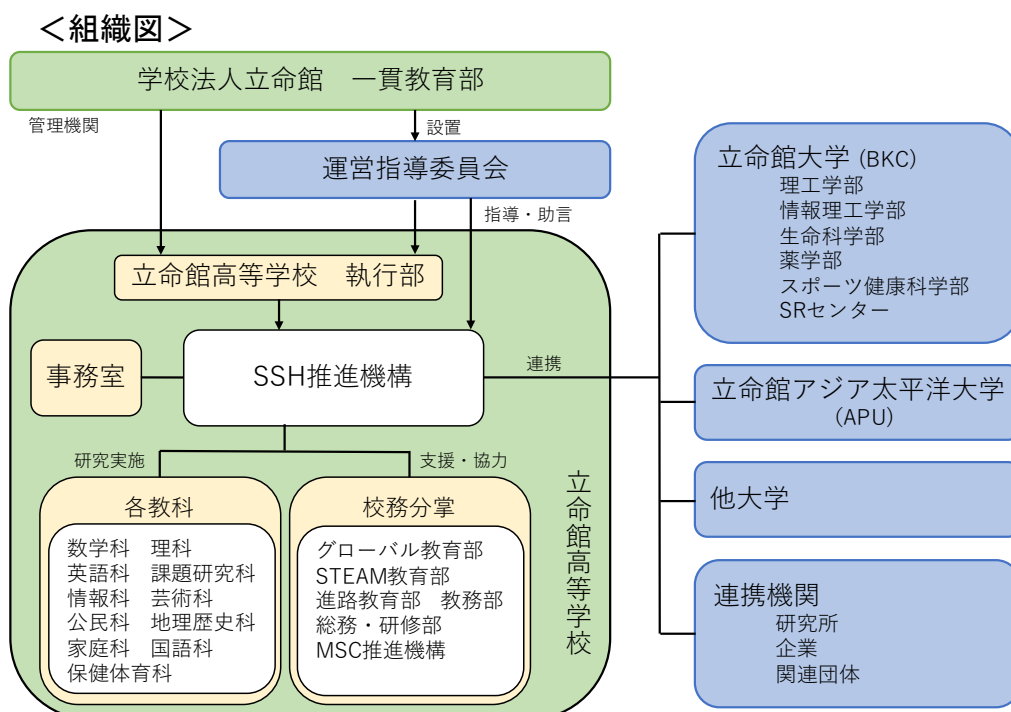 ＜組織図＞
学校法人立命館　一貫教育部
管理機関
設置
運営指導委員会
指導・助言
立命館高等学校　執行部
事務室
SSH推進機構
連携
研究実施
支援・協力
各教科
数学科　理科
英語科　課題研究科
情報科　芸術科
公民科　地理歴史科
家庭科　国語科
保健体育科
校務分掌
グローバル教育部
STEAM教育部
進路教育部　教務部
総務・研修部
MSC推進機構
立命館高等学校
立命館大学 (BKC)
理工学部
情報理工学部
生命科学部
薬学部
スポーツ健康科学部
SRセンター
立命館アジア太平洋大学
(APU)
他大学
連携機関
研究所
企業
関連団体